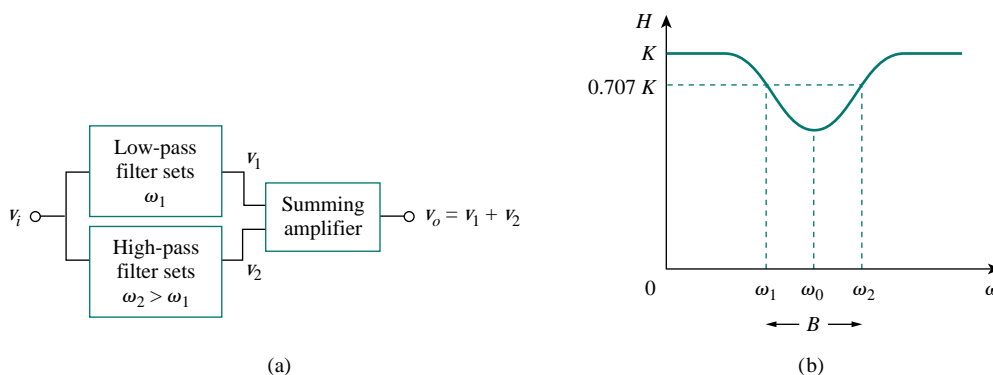 Low-pass
filter sets
ω1
v1
vi
Summing
amplifier
vo = v1 + v2
High-pass
filter sets
ω2 > ω1
v2
(a)
H
K
0.707 K
0
ω1
ω0
ω2
ω
B
(b)